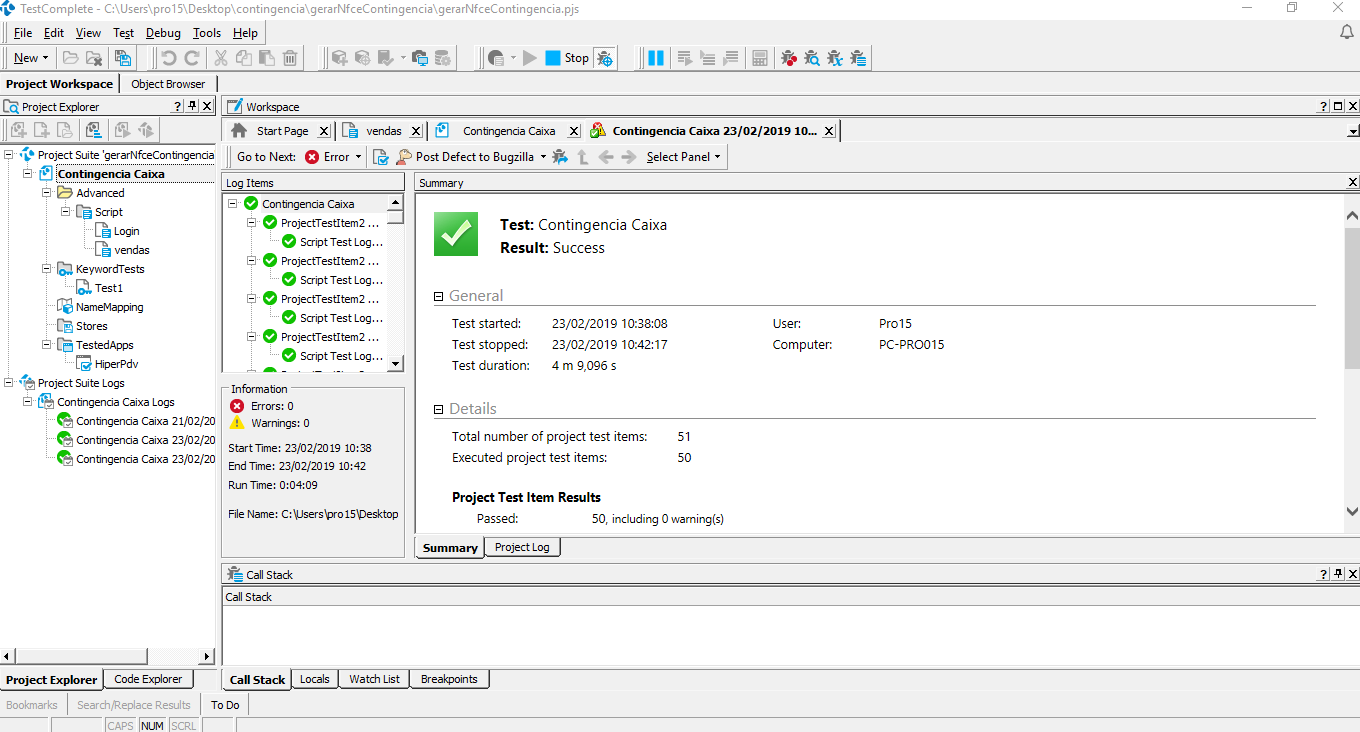 TestComplete - C:\Users\pro15\Desktop\contingencia\gerarNfceContingencia\gerarNfceContingencia.pjs
File Edit View Test Debug Tools Help
New Stop
Project Workspace Object Browser
Project Explorer ? Workspace ?
Start Page vendas Contingencia Caixa Contingencia Caixa 23/02/2019 10...
Go to Next: Error Post Defect to Bugzilla Select Panel
Project Suite 'gerarNfceContingencia
Contingencia Caixa
Advanced
Script
Login
vendas
KeywordTests
Test1
NameMapping
Stores
TestedApps
HiperPdv
Project Suite Logs
Contingencia Caixa Logs
Contingencia Caixa 21/02/20
Contingencia Caixa 23/02/20
Contingencia Caixa 23/02/20
Log Items
Contingencia Caixa
ProjectTestItem2 ...
Script Test Log...
ProjectTestItem2 ...
Script Test Log...
ProjectTestItem2 ...
Script Test Log...
ProjectTestItem2 ...
Script Test Log...
Information
Errors: 0
Warnings: 0
Start Time: 23/02/2019 10:38
End Time: 23/02/2019 10:42
Run Time: 0:04:09
File Name: C:\Users\pro15\Desktop
Summary
Test: Contingencia Caixa
Result: Success
General
Test started: 23/02/2019 10:38:08 User: Pro15
Test stopped: 23/02/2019 10:42:17 Computer: PC-PRO015
Test duration: 4 m 9,096 s
Details
Total number of project test items: 51
Executed project test items: 50
Project Test Item Results
Passed: 50, including 0 warning(s)
Summary Project Log
Call Stack ?
Call Stack
Project Explorer Code Explorer Call Stack Locals Watch List Breakpoints
Bookmarks Search/Replace Results To Do
CAPS NUM SCRL